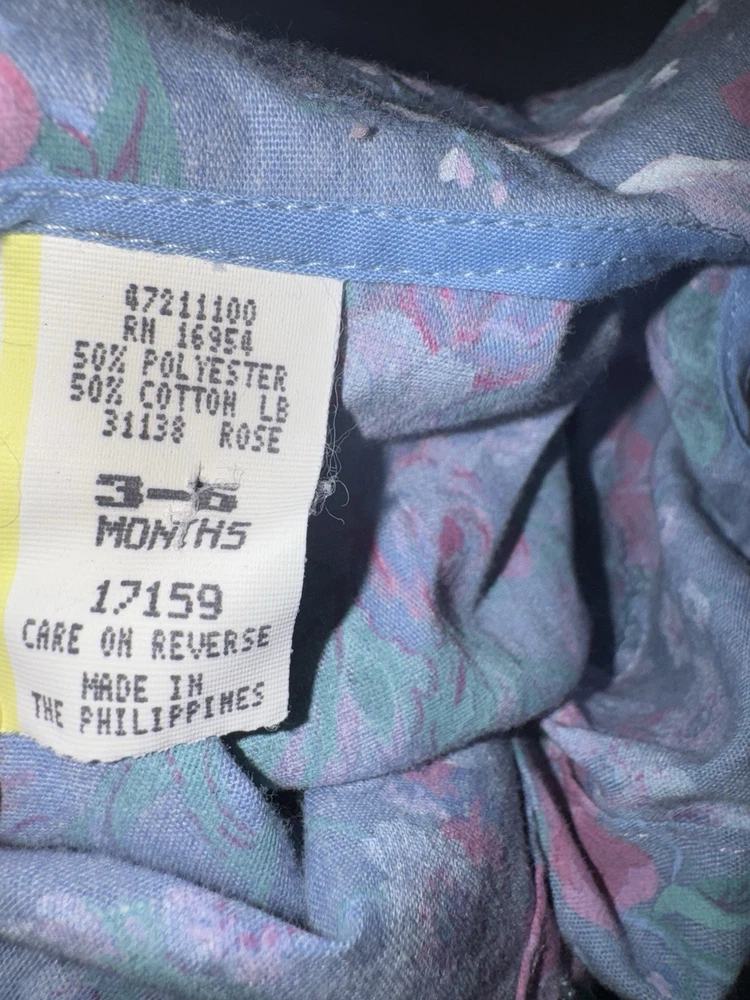 47211100
RN 16954
50% POLYESTER
50% COTTON LB
31138 ROSE
3-6
MONTHS
17159
CARE ON REVERSE
MADE IN
THE PHILIPPINES